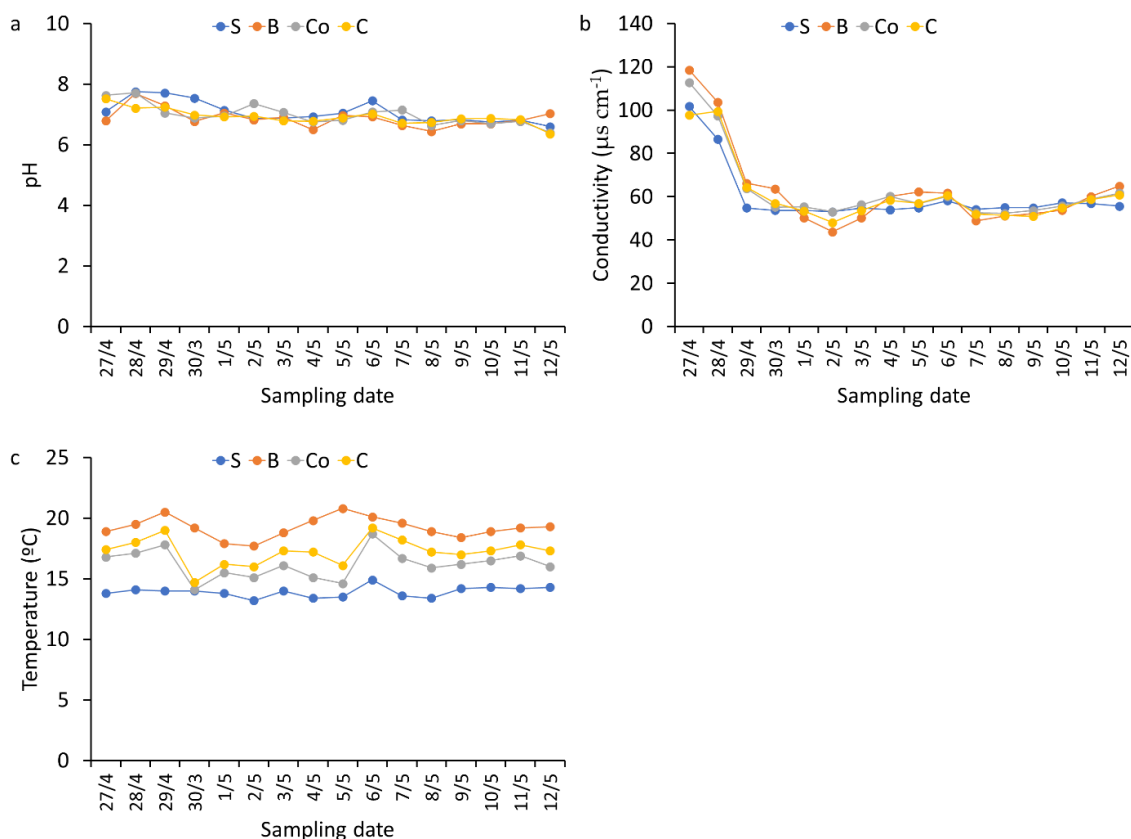 a
S B Co C
10
8
6
4
2
0
pH
27/4 28/4 29/4 30/3 1/5 2/5 3/5 4/5 5/5 6/5 7/5 8/5 9/5 10/5 11/5 12/5
Sampling date
b
S B Co C
140
120
100
80
60
40
20
0
Conductivity (µs cm⁻¹)
27/4 28/4 29/4 30/3 1/5 2/5 3/5 4/5 5/5 6/5 7/5 8/5 9/5 10/5 11/5 12/5
Sampling date
c
S B Co C
25
20
15
10
5
0
Temperature (ºC)
27/4 28/4 29/4 30/3 1/5 2/5 3/5 4/5 5/5 6/5 7/5 8/5 9/5 10/5 11/5 12/5
Sampling date